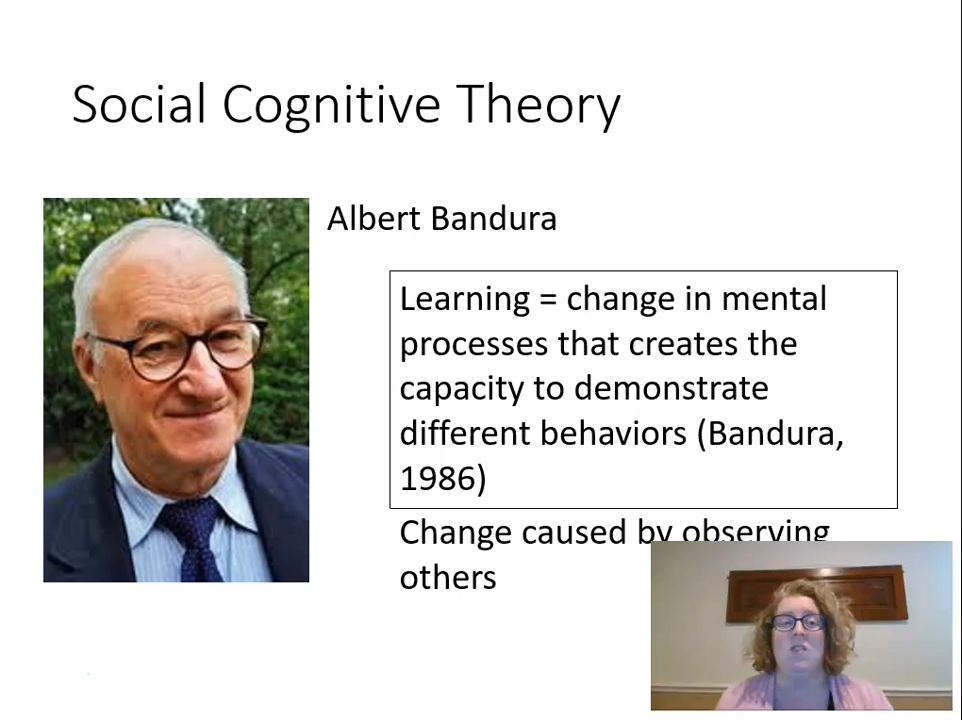 Social Cognitive Theory
Albert Bandura
Learning = change in mental
processes that creates the
capacity to demonstrate
different behaviors (Bandura,
1986)
Change caused by observing
others